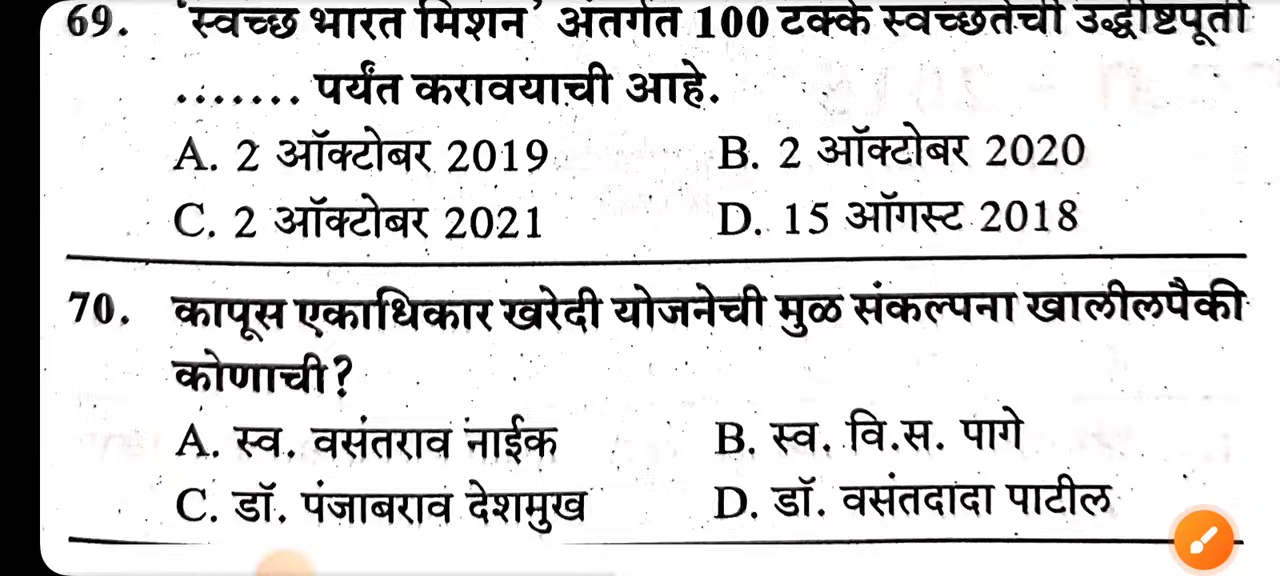 69. 'स्वच्छ भारत मिशन' अंतर्गत 100 टक्के स्वच्छतेची उद्धीष्टपूर्ती
....... पर्यंत करावयाची आहे.
A. 2 ऑक्टोबर 2019 B. 2 ऑक्टोबर 2020
C. 2 ऑक्टोबर 2021 D. 15 ऑगस्ट 2018
70. कापूस एकाधिकार खरेदी योजनेची मुळ संकल्पना खालीलपैकी
कोणाची?
A. स्व. वसंतराव नाईक B. स्व. वि.स. पागे
C. डॉ. पंजाबराव देशमुख D. डॉ. वसंतदादा पाटील